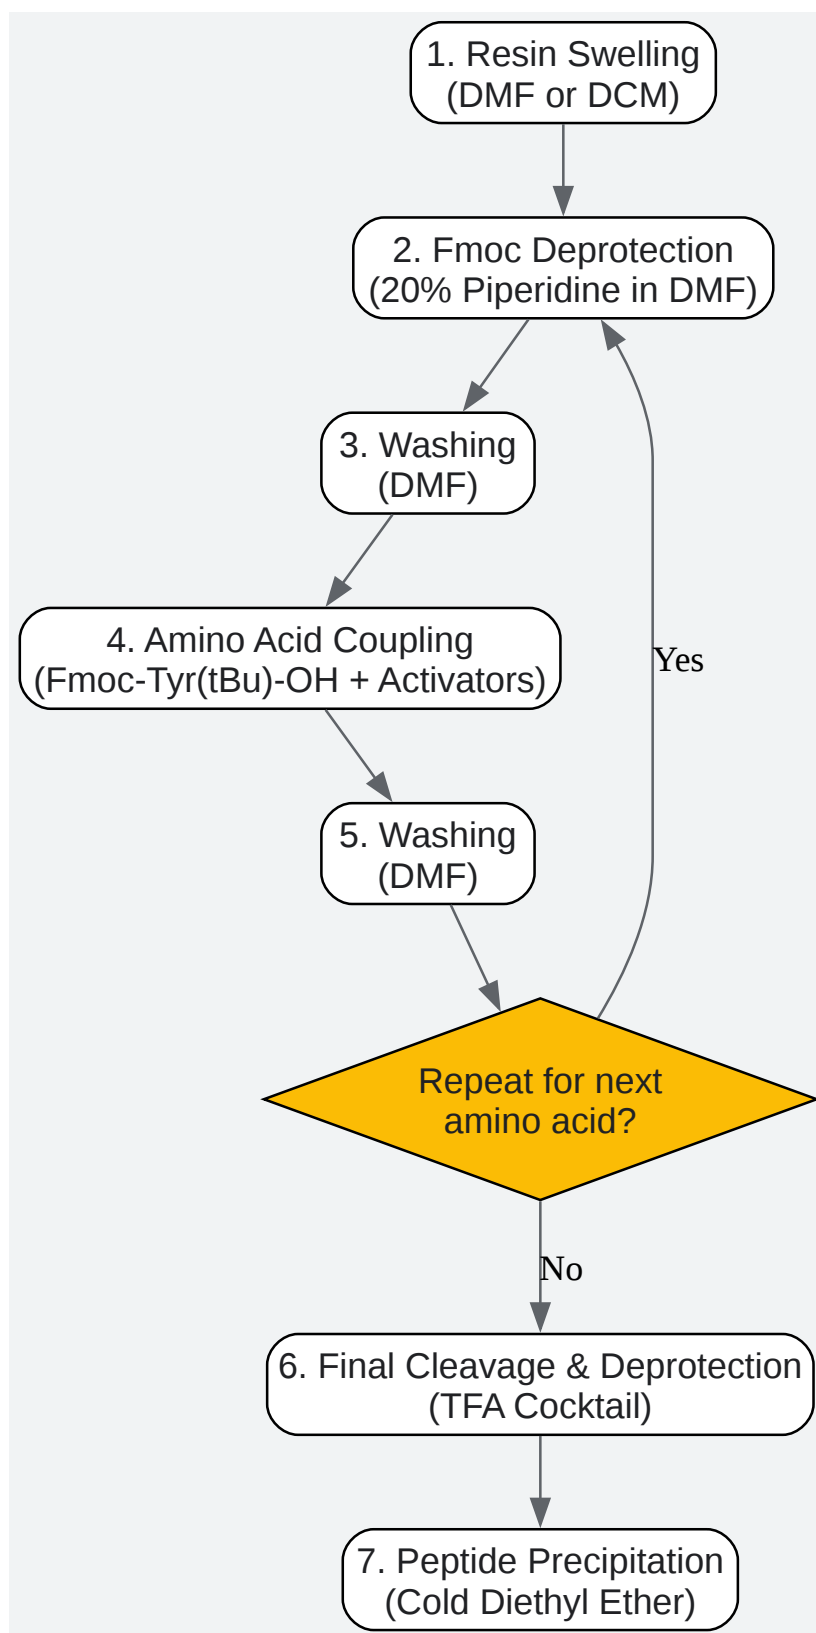 1. Resin Swelling
(DMF or DCM)
2. Fmoc Deprotection
(20% Piperidine in DMF)
3. Washing
(DMF)
4. Amino Acid Coupling
(Fmoc-Tyr(tBu)-OH + Activators)
Yes
5. Washing
(DMF)
Repeat for next
amino acid?
No
6. Final Cleavage & Deprotection
(TFA Cocktail)
7. Peptide Precipitation
(Cold Diethyl Ether)